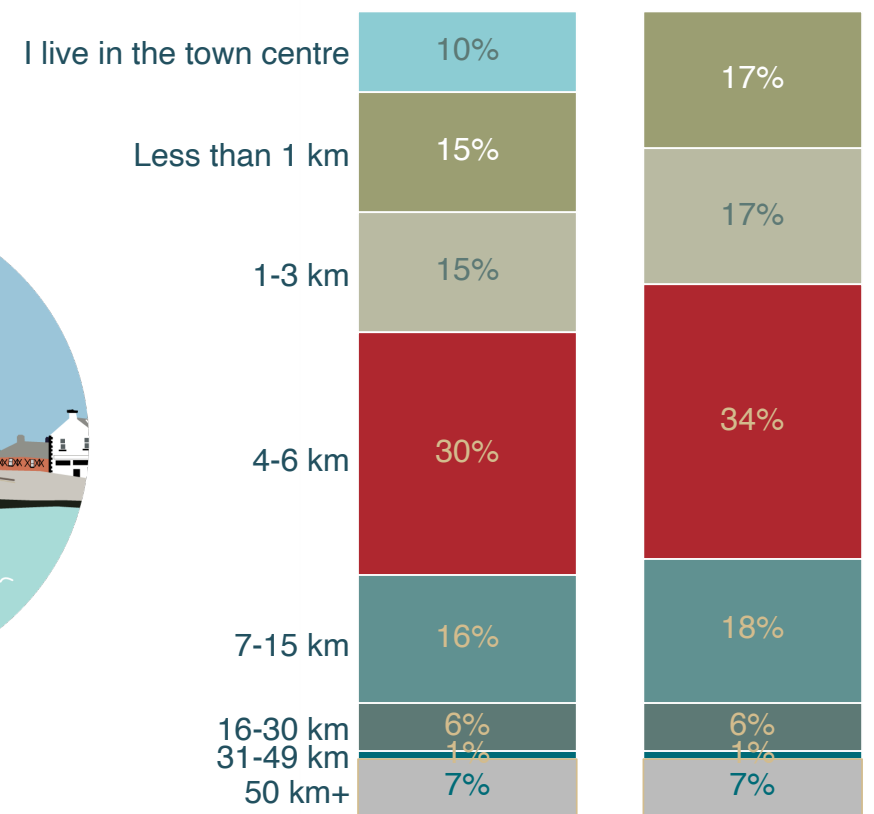 I live in the town centre 10% 17%
Less than 1 km 15% 17%
1-3 km 15% 34%
4-6 km 30% 18%
7-15 km 16% 6%
16-30 km 6% 1%
31-49 km 1% 7%
50 km+ 7%